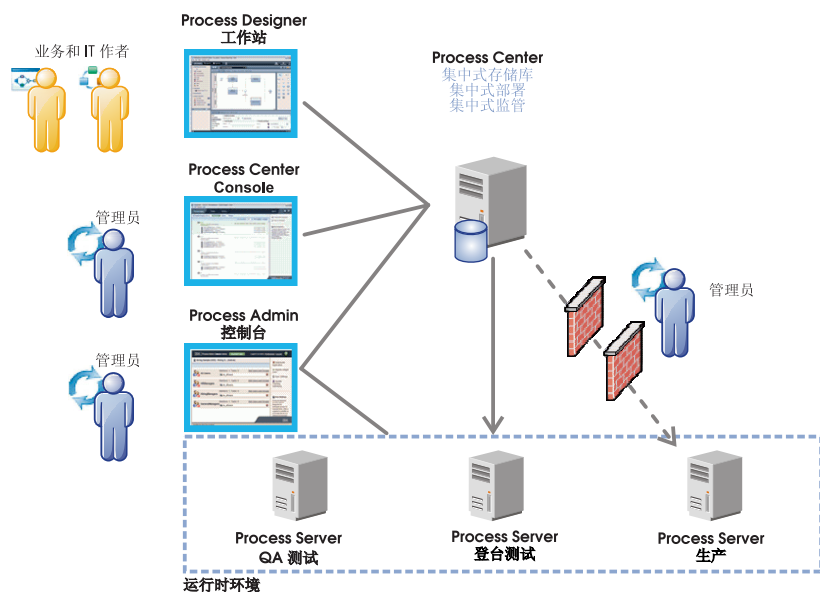 Process Designer
工作站
业务和 IT 作者
Process Center
集中式存储库
集中式部署
集中式监管
Process Center
Console
管理员
管理员
Process Admin
控制台
管理员
Process Server
QA 测试
Process Server
登台测试
Process Server
生产
运行时环境